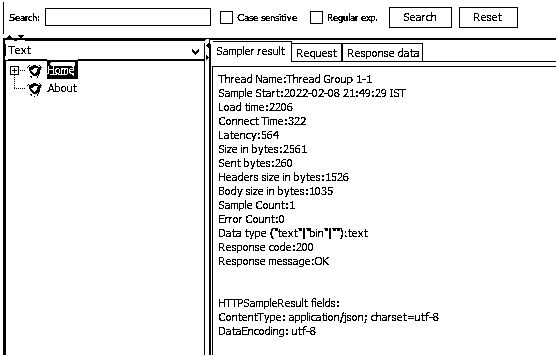 Search:
Case sensitive
Regular exp.
Search
Reset
Text
Home
About
Sampler result
Request
Response data
Thread Name:Thread Group 1-1
Sample Start:2022-02-08 21:49:29 IST
Load time:2206
Connect Time:322
Latency:564
Size in bytes:2561
Sent bytes:260
Headers size in bytes:1526
Body size in bytes:1035
Sample Count:1
Error Count:0
Data type ("text"|"bin"|""):text
Response code:200
Response message:OK
HTTPSampleResult fields:
ContentType: application/json; charset=utf-8
DataEncoding: utf-8